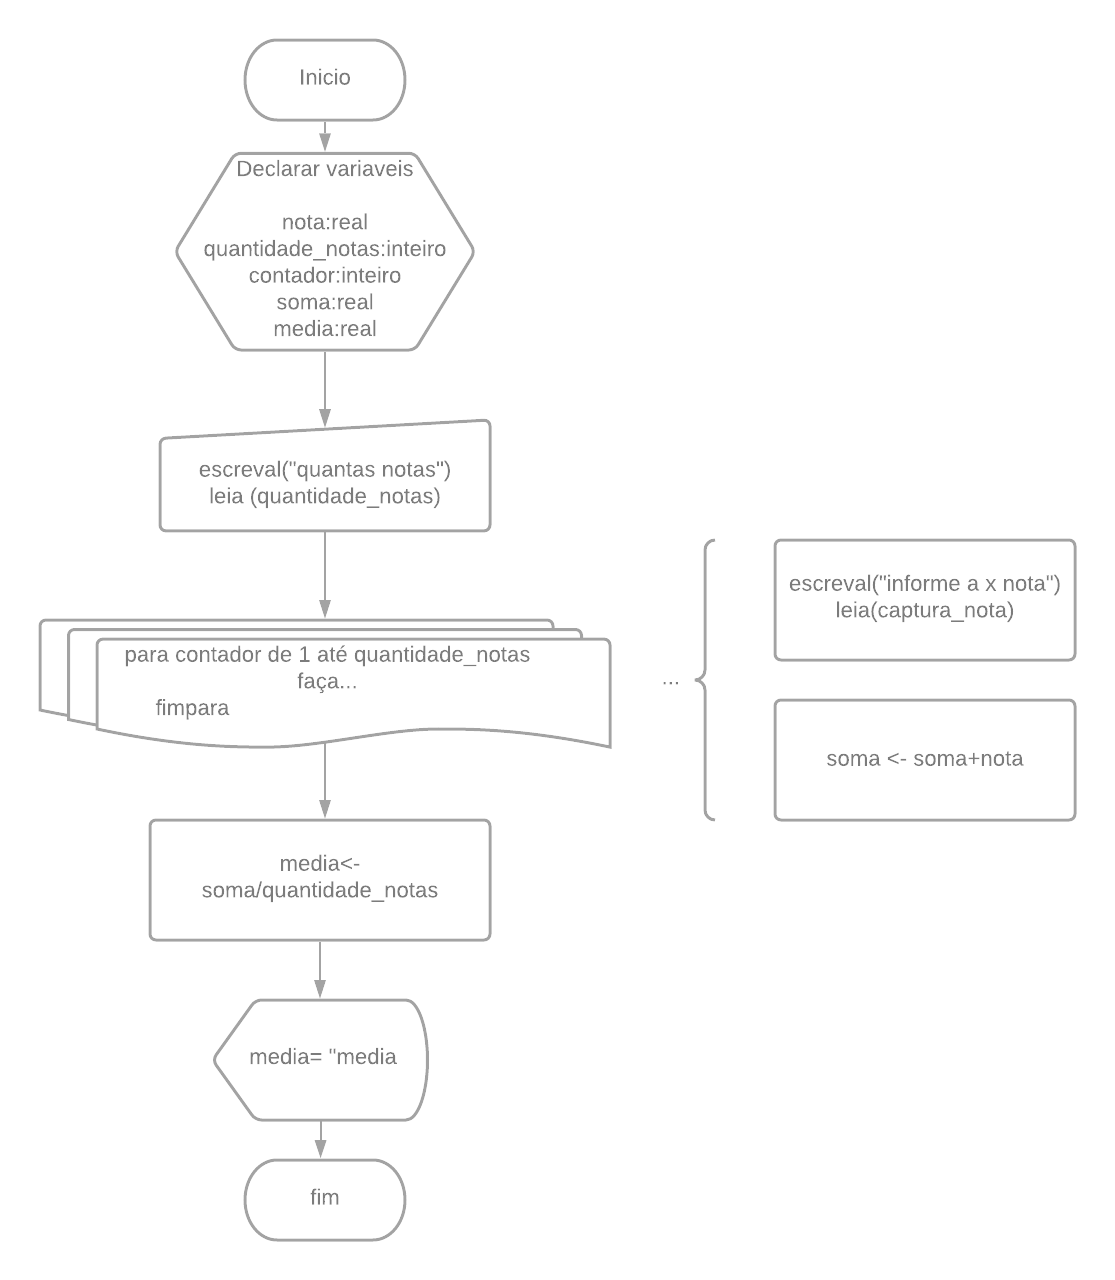 Inicio
Declarar variaveis
nota:real
quantidade_notas:inteiro
contador:inteiro
soma:real
media:real
escreval("quantas notas")
leia (quantidade_notas)
para contador de 1 até quantidade_notas
faça...
fimpara
...
escreval("informe a x nota")
leia(captura_nota)
soma <- soma+nota
media<-
soma/quantidade_notas
media= "media
fim